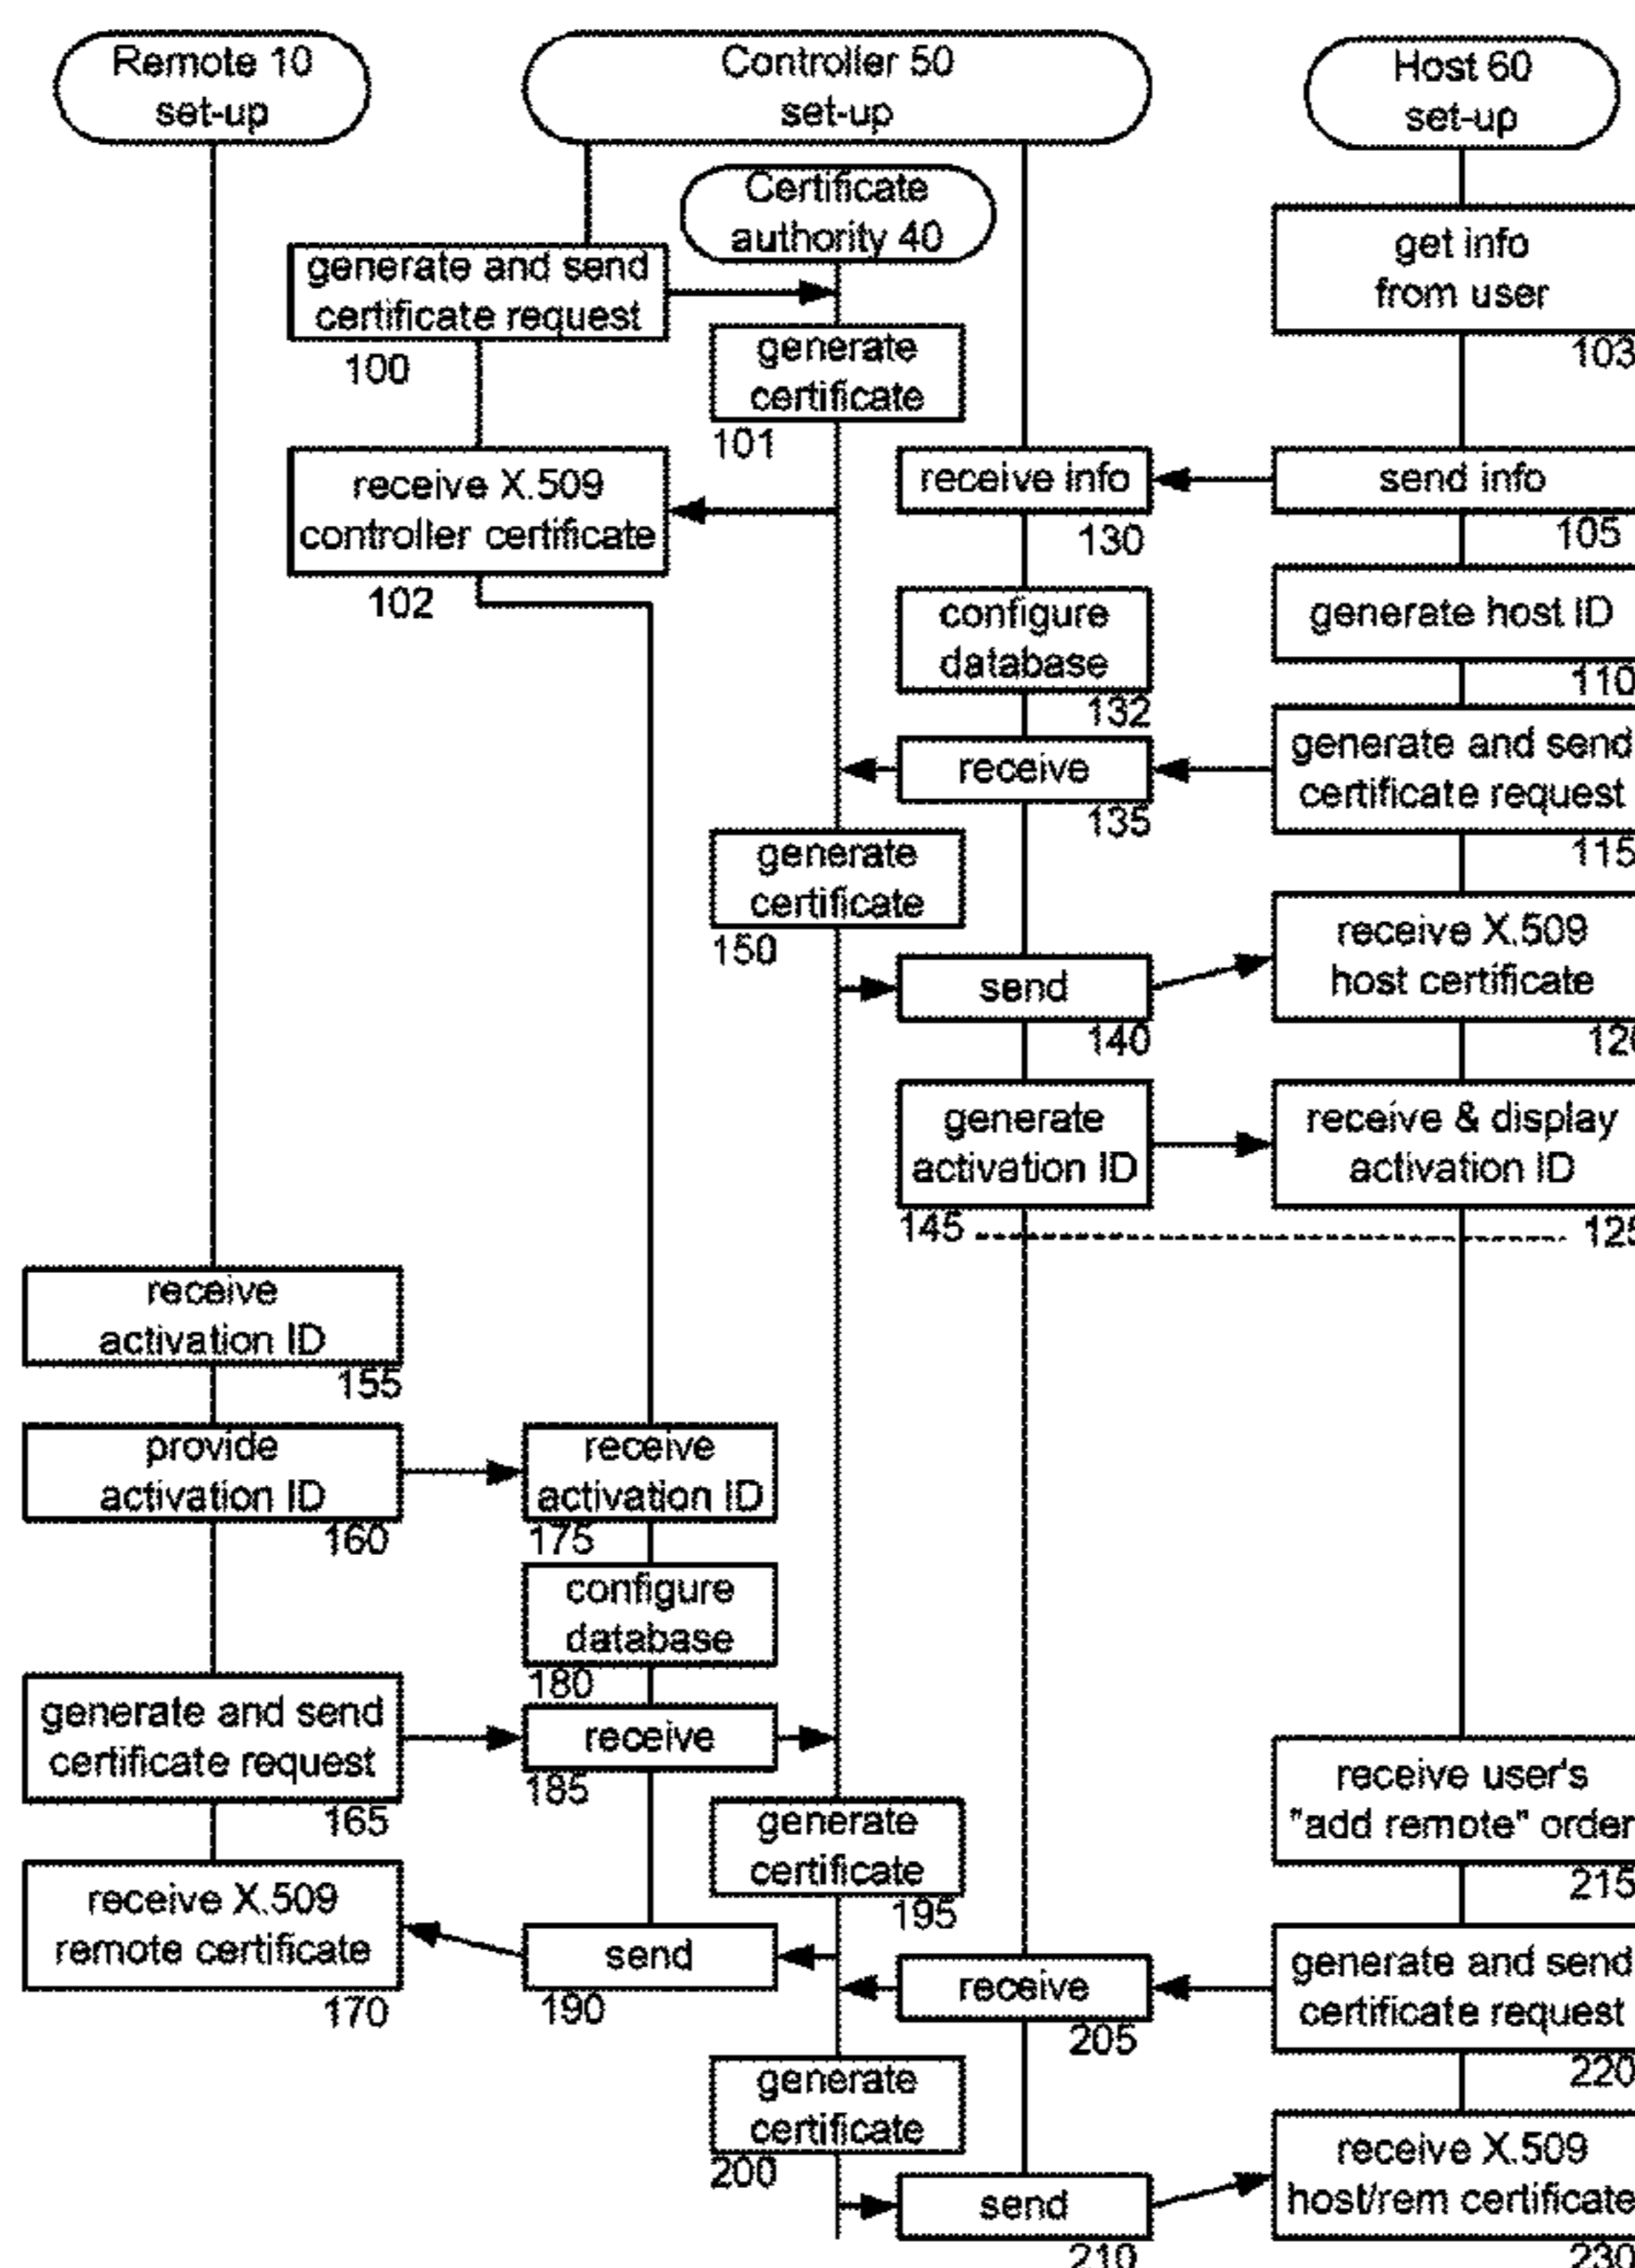 Remote 10
set-up
Controller 50
set-up
Host 60
set-up
Certificate
authority 40
generate and send
certificate request
100
generate
certificate
101
get info
from user
103
receive X.509
controller certificate
102
receive info
130
send info
105
configure
database
132
generate host ID
110
receive
135
generate and send
certificate request
115
generate
certificate
150
send
140
receive X.509
host certificate
120
generate
activation ID
145
receive & display
activation ID
125
receive
activation ID
155
provide
activation ID
160
receive
activation ID
175
configure
database
180
generate and send
certificate request
165
receive
185
generate
certificate
195
receive user's
"add remote" order
215
receive X.509
remote certificate
170
send
190
receive
205
generate and send
certificate request
220
generate
certificate
200
send
210
receive X.509
host/rem certificate
230